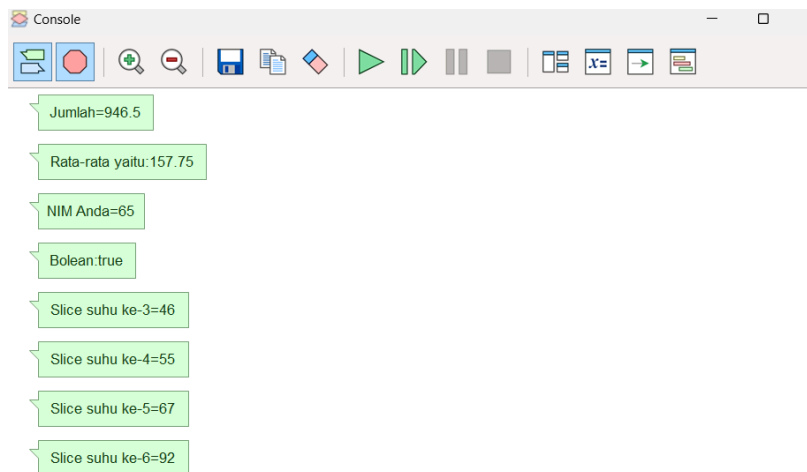 Console
x=
Jumlah=946.5
Rata-rata yaitu:157.75
NIM Anda=65
Bolean:true
Slice suhu ke-3=46
Slice suhu ke-4=55
Slice suhu ke-5=67
Slice suhu ke-6=92